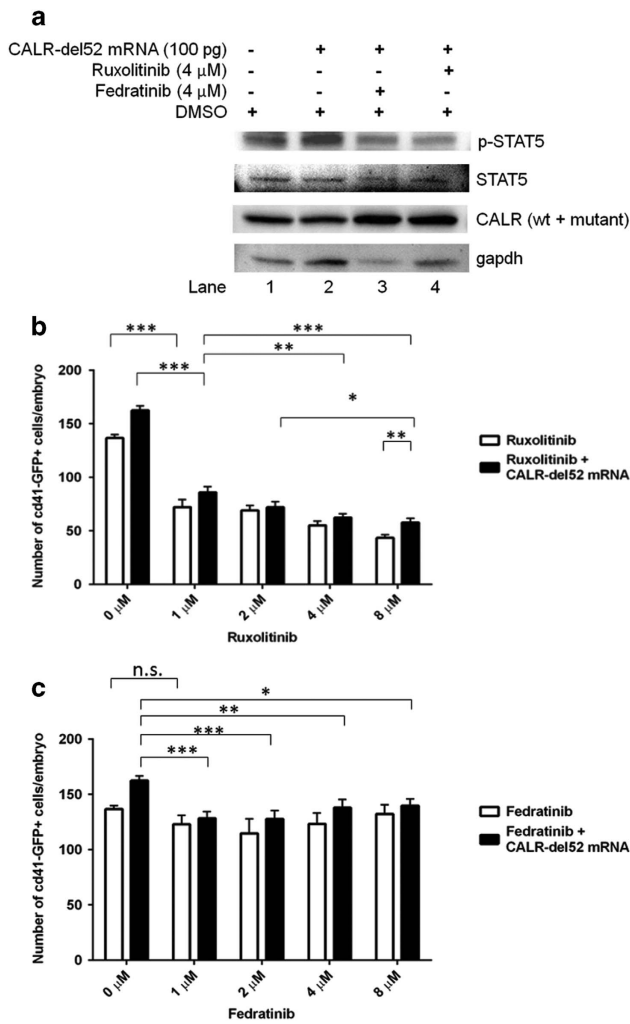 a
CALR-del52 mRNA (100 pg) - + + +
Ruxolitinib (4 µM) - - - +
Fedratinib (4 µM) - - + -
DMSO + + + +
p-STAT5
STAT5
CALR (wt + mutant)
gapdh
Lane 1 2 3 4
b
*** ***
**
***
*
**
Number of cd41-GFP+ cells/embryo
200
150
100
50
0
0 µM 1 µM 2 µM 4 µM 8 µM
Ruxolitinib
Ruxolitinib
Ruxolitinib +
CALR-del52 mRNA
c
n.s.
*
**
***
***
Number of cd41-GFP+ cells/embryo
200
150
100
50
0
0 µM 1 µM 2 µM 4 µM 8 µM
Fedratinib
Fedratinib
Fedratinib +
CALR-del52 mRNA